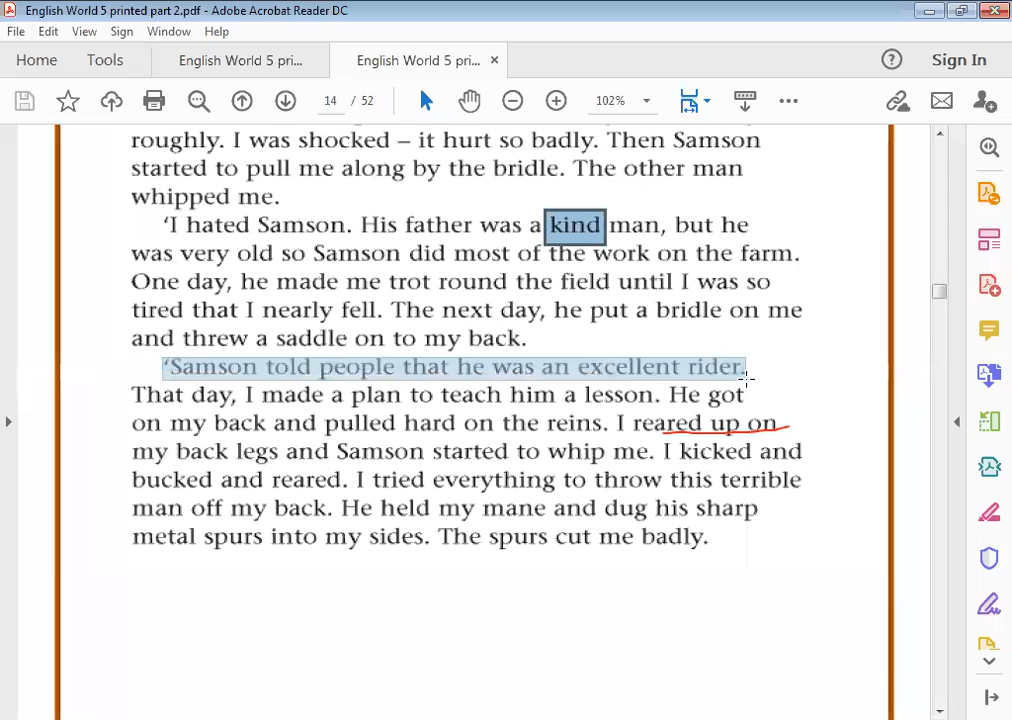 English World 5 printed part 2.pdf - Adobe Acrobat Reader DC
File Edit View Sign Window Help
Home Tools English World 5 pri... English World 5 pri... × Sign In
14 / 52 102%
roughly. I was shocked – it hurt so badly. Then Samson
started to pull me along by the bridle. The other man
whipped me.
‘I hated Samson. His father was a kind man, but he
was very old so Samson did most of the work on the farm.
One day, he made me trot round the field until I was so
tired that I nearly fell. The next day, he put a bridle on me
and threw a saddle on to my back.
‘Samson told people that he was an excellent rider.
That day, I made a plan to teach him a lesson. He got
on my back and pulled hard on the reins. I reared up on
my back legs and Samson started to whip me. I kicked and
bucked and reared. I tried everything to throw this terrible
man off my back. He held my mane and dug his sharp
metal spurs into my sides. The spurs cut me badly.